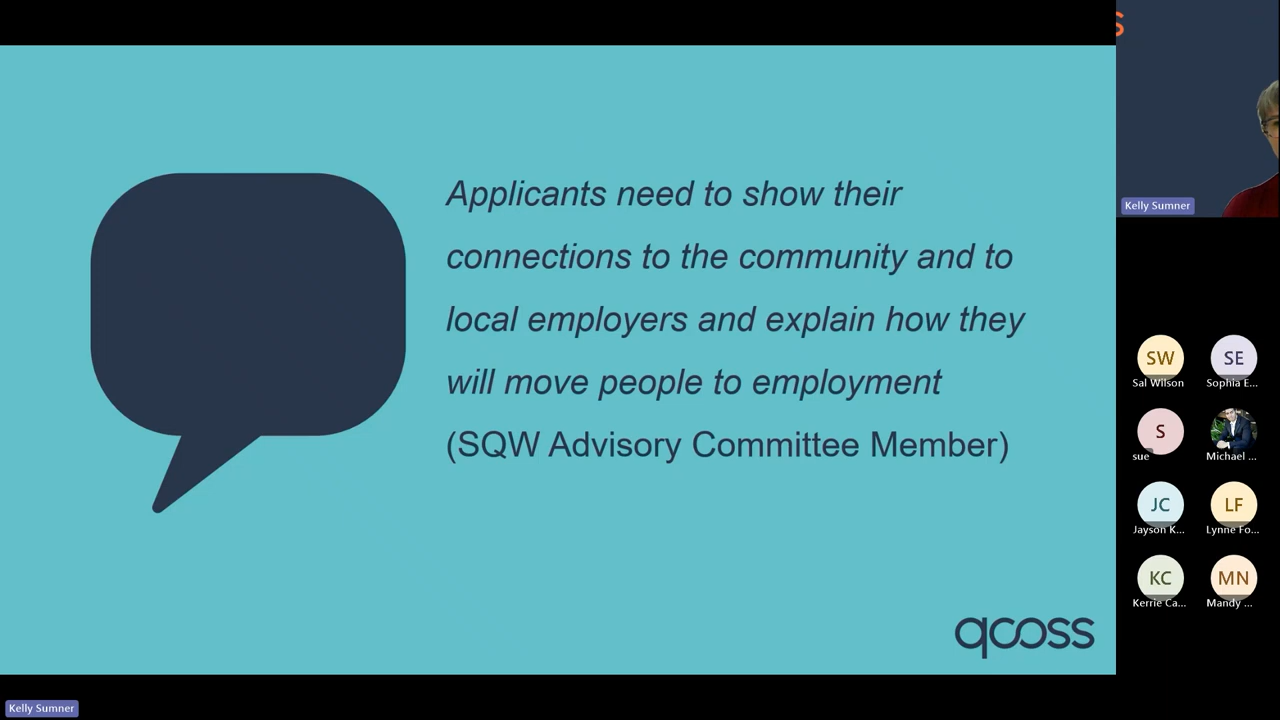 Applicants need to show their
connections to the community and to
local employers and explain how they
will move people to employment
(SQW Advisory Committee Member)
qcoss
S
Kelly Sumner
SW
SE
Sal Wilson
Sophia E...
S
sue
Michael ...
JC
LF
Jayson K...
Lynne Fo...
KC
MN
Kerrie Ca...
Mandy ...
Kelly Sumner